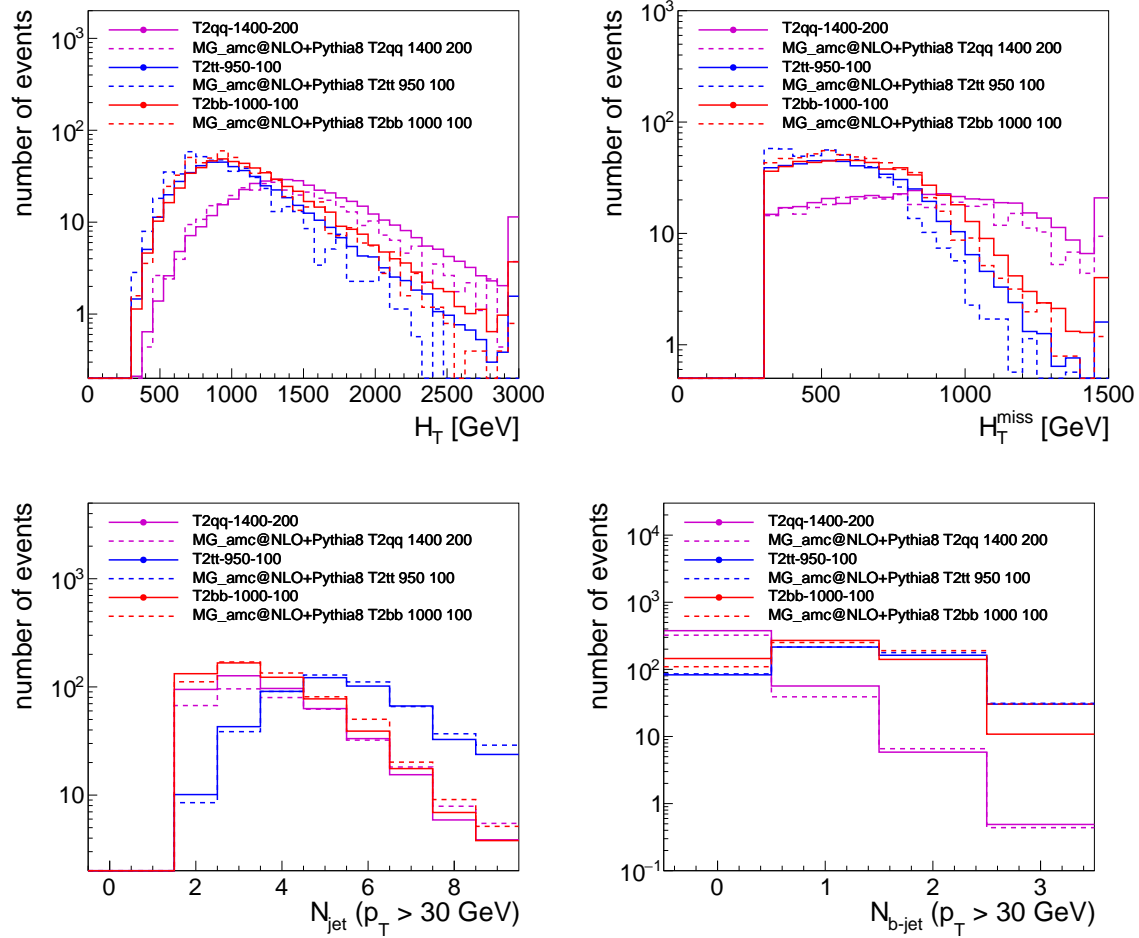 number of events
10³
10²
10
1
T2qq-1400-200
MG_amc@NLO+Pythia8 T2qq 1400 200
T2tt-950-100
MG_amc@NLO+Pythia8 T2tt 950 100
T2bb-1000-100
MG_amc@NLO+Pythia8 T2bb 1000 100
0 500 1000 1500 2000 2500 3000
H_T [GeV]
number of events
10³
10²
10
1
T2qq-1400-200
MG_amc@NLO+Pythia8 T2qq 1400 200
T2tt-950-100
MG_amc@NLO+Pythia8 T2tt 950 100
T2bb-1000-100
MG_amc@NLO+Pythia8 T2bb 1000 100
0 500 1000 1500
H_T^miss [GeV]
number of events
10³
10²
10
T2qq-1400-200
MG_amc@NLO+Pythia8 T2qq 1400 200
T2tt-950-100
MG_amc@NLO+Pythia8 T2tt 950 100
T2bb-1000-100
MG_amc@NLO+Pythia8 T2bb 1000 100
0 2 4 6 8
N_jet (p_T > 30 GeV)
number of events
10⁴
10³
10²
10
1
10⁻¹
T2qq-1400-200
MG_amc@NLO+Pythia8 T2qq 1400 200
T2tt-950-100
MG_amc@NLO+Pythia8 T2tt 950 100
T2bb-1000-100
MG_amc@NLO+Pythia8 T2bb 1000 100
0 1 2 3
N_b-jet (p_T > 30 GeV)